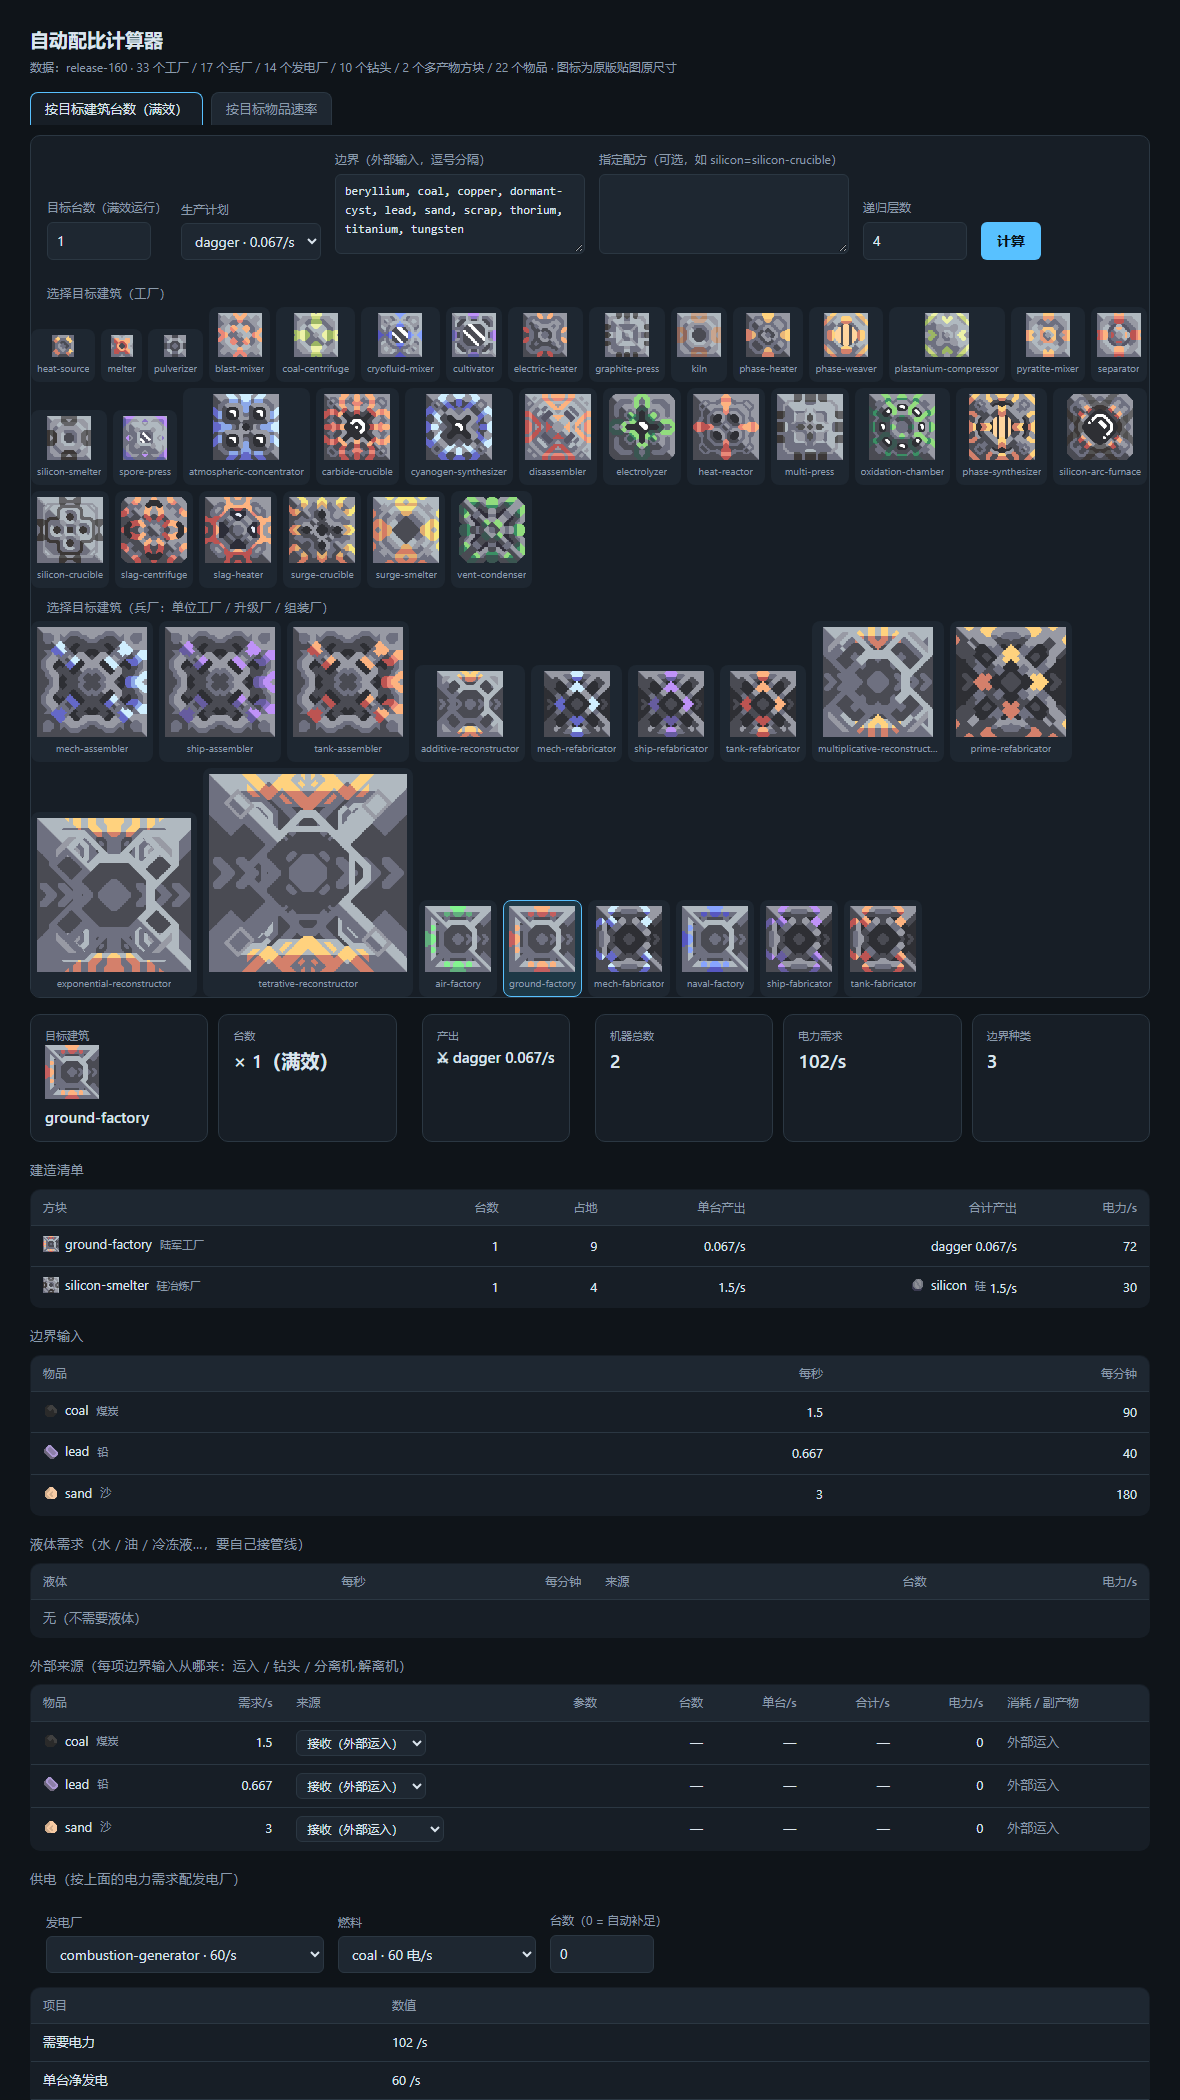 自动配比计算器
数据：release-160 · 33 个工厂 / 17 个兵厂 / 14 个发电厂 / 10 个钻头 / 2 个多产物方块 / 22 个物品 · 图标为原版贴图原尺寸
按目标建筑台数（满效）
按目标物品速率
目标台数（满效运行）
1
生产计划
dagger · 0.067/s
边界（外部输入，逗号分隔）
beryllium, coal, copper, dormant-
cyst, lead, sand, scrap, thorium,
titanium, tungsten
指定配方（可选，如 silicon=silicon-crucible）
递归层数
4
计算
选择目标建筑（工厂）
heat-source
melter
pulverizer
blast-mixer
coal-centrifuge
cryofluid-mixer
cultivator
electric-heater
graphite-press
kiln
phase-heater
phase-weaver
plastanium-compressor
pyratite-mixer
separator
silicon-smelter
spore-press
atmospheric-concentrator
carbide-crucible
cyanogen-synthesizer
disassembler
electrolyzer
heat-reactor
multi-press
oxidation-chamber
phase-synthesizer
silicon-arc-furnace
silicon-crucible
slag-centrifuge
slag-heater
surge-crucible
surge-smelter
vent-condenser
选择目标建筑（兵厂：单位工厂 / 升级厂 / 组装厂）
mech-assembler
ship-assembler
tank-assembler
additive-reconstructor
mech-refabricator
ship-refabricator
tank-refabricator
multiplicative-reconstruct...
prime-refabricator
exponential-reconstructor
tetrative-reconstructor
air-factory
ground-factory
mech-fabricator
naval-factory
ship-fabricator
tank-fabricator
目标建筑
ground-factory
台数
× 1（满效）
产出
dagger 0.067/s
机器总数
2
电力需求
102/s
边界种类
3
建造清单
方块 台数 占地 单台产出 合计产出 电力/s
ground-factory 陆军工厂 1 9 0.067/s dagger 0.067/s 72
silicon-smelter 硅冶炼厂 1 4 1.5/s silicon 硅 1.5/s 30
边界输入
物品 每秒 每分钟
coal 煤炭 1.5 90
lead 铅 0.667 40
sand 沙 3 180
液体需求（水 / 油 / 冷冻液...，要自己接管线）
液体 每秒 每分钟 来源 台数 电力/s
无（不需要液体）
外部来源（每项边界输入从哪来：运入 / 钻头 / 分离机·解离机）
物品 需求/s 来源 参数 台数 单台/s 合计/s 电力/s 消耗 / 副产物
coal 煤炭 1.5 接收（外部运入） — — — 0 外部运入
lead 铅 0.667 接收（外部运入） — — — 0 外部运入
sand 沙 3 接收（外部运入） — — — 0 外部运入
供电（按上面的电力需求配发电厂）
发电厂
combustion-generator · 60/s
燃料
coal · 60 电/s
台数（0 = 自动补足）
0
项目 数值
需要电力 102 /s
单台净发电 60 /s